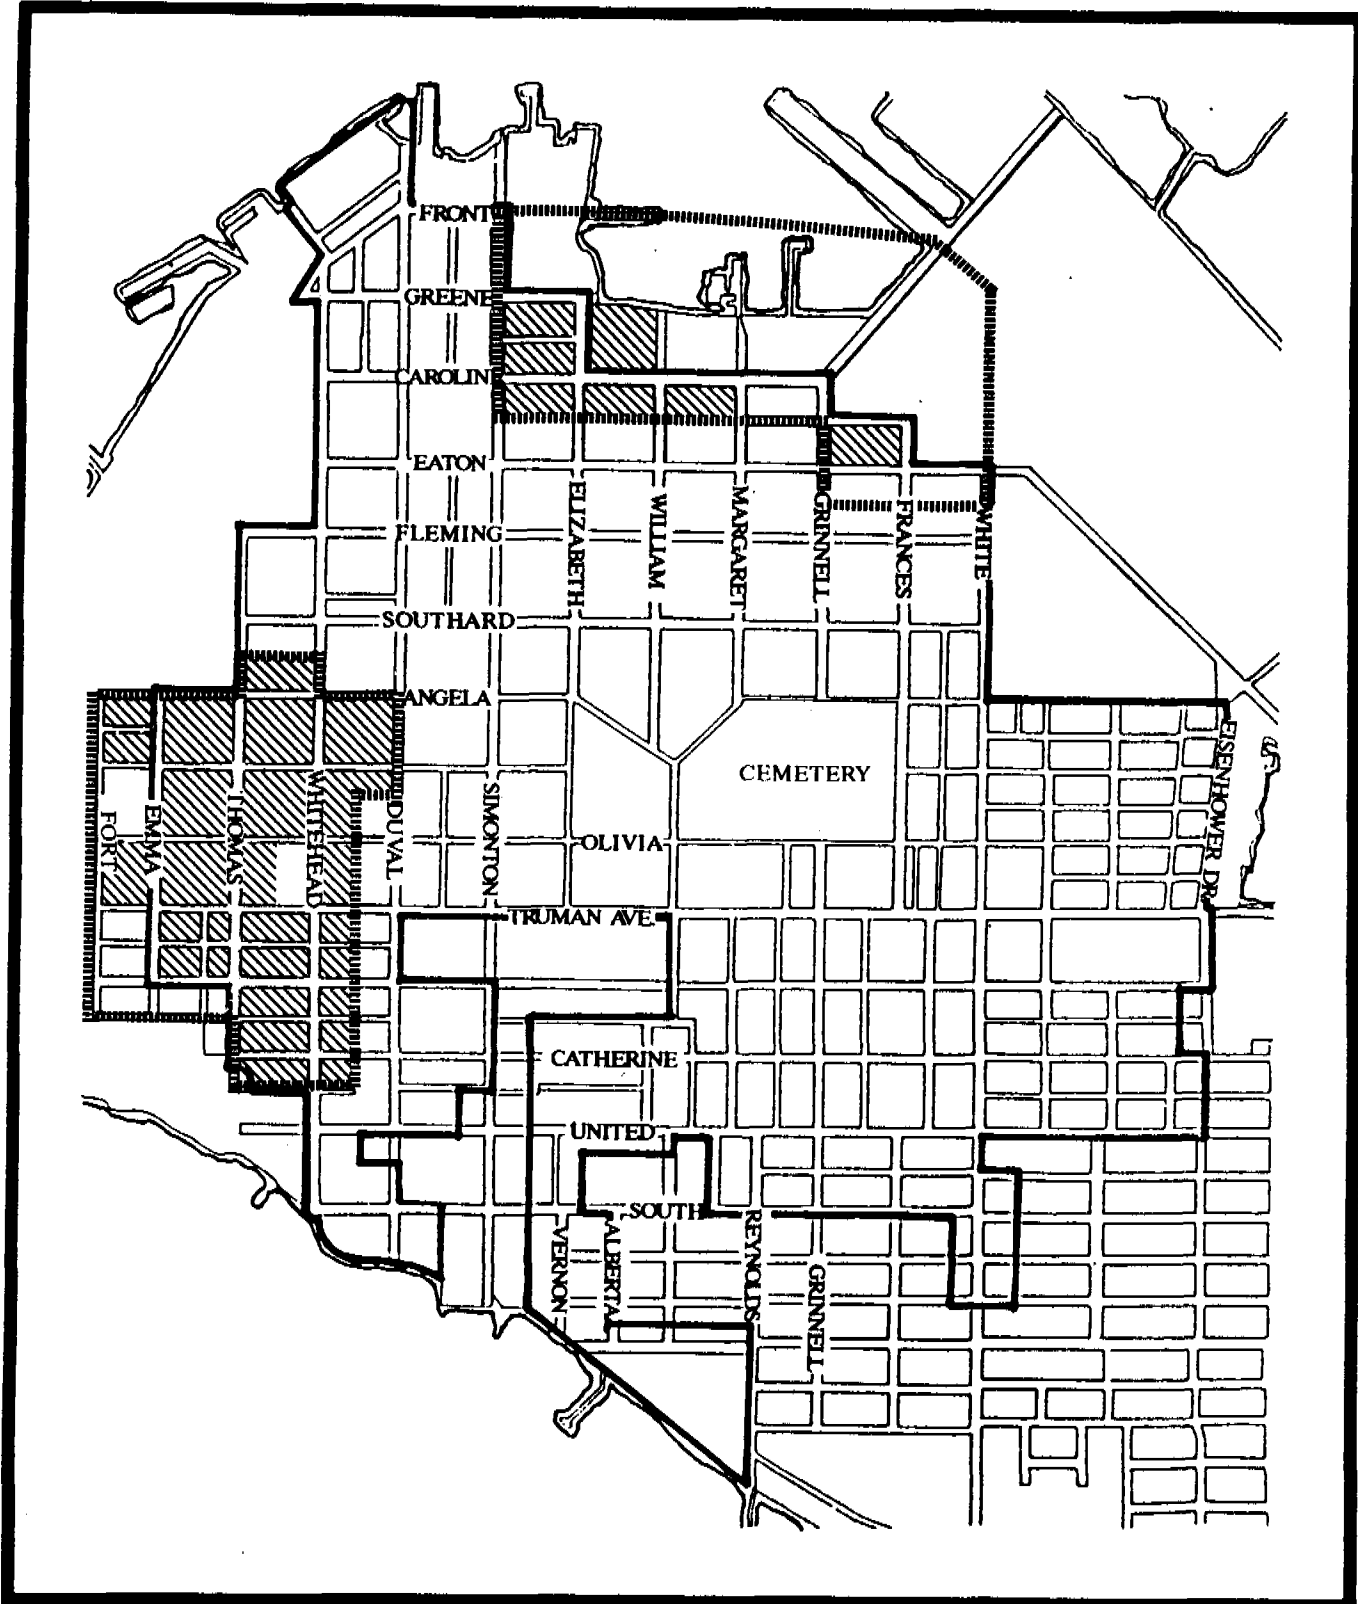 FRONT
GREENE
CAROLIN
EATON
ELIZABETH
WILLIAM
MARGARET
GRINNELL
FRANCES
WHITE
FLEMING
SOUTHARD
ANGELA
EISENHOWER DR.
CEMETERY
FORT
EMMA
THOMAS
WHITEHEAD
DUVAL
SIMONTON
OLIVIA
TRUMAN AVE.
CATHERINE
UNITED
SOUTH
VERNON
ALBERTA
REYNOLDS
GRINNELL